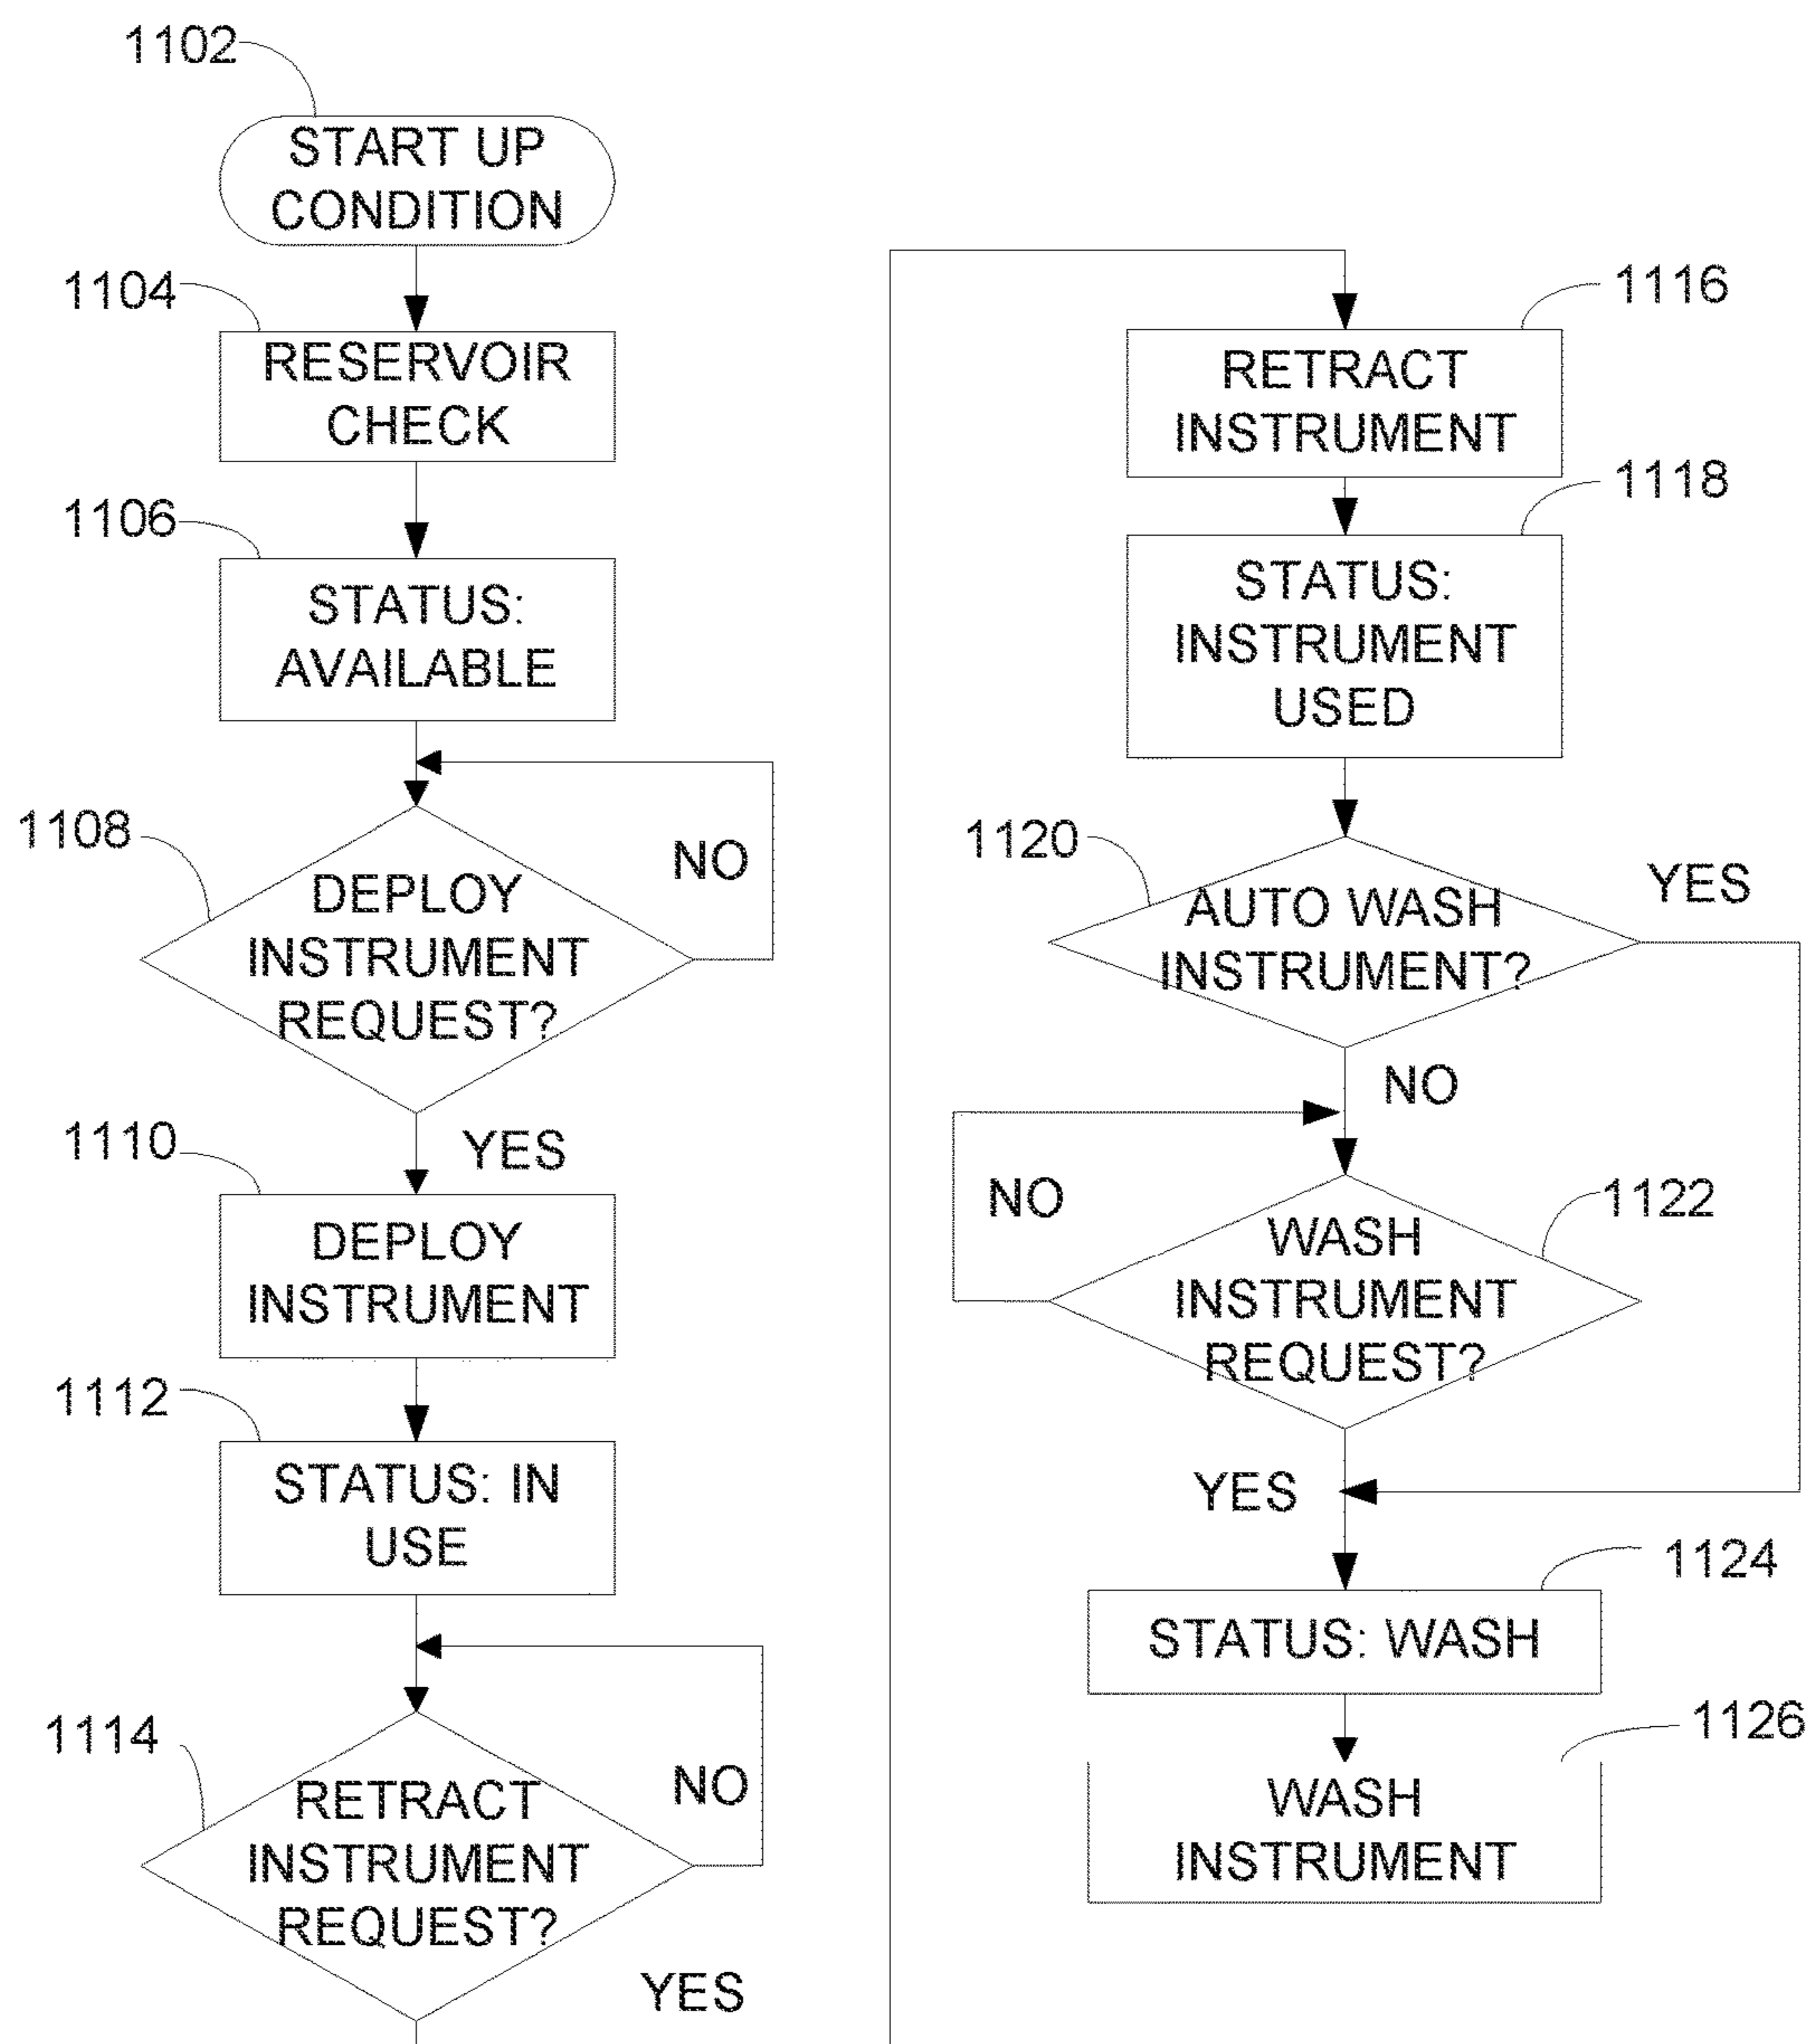 1102
START UP
CONDITION
1104
RESERVOIR
CHECK
1106
STATUS:
AVAILABLE
1108
NO
DEPLOY
INSTRUMENT
REQUEST?
YES
1110
DEPLOY
INSTRUMENT
1112
STATUS: IN
USE
1114
NO
RETRACT
INSTRUMENT
REQUEST?
YES
1116
RETRACT
INSTRUMENT
1118
STATUS:
INSTRUMENT
USED
1120
YES
AUTO WASH
INSTRUMENT?
NO
NO
1122
WASH
INSTRUMENT
REQUEST?
YES
1124
STATUS: WASH
1126
WASH
INSTRUMENT